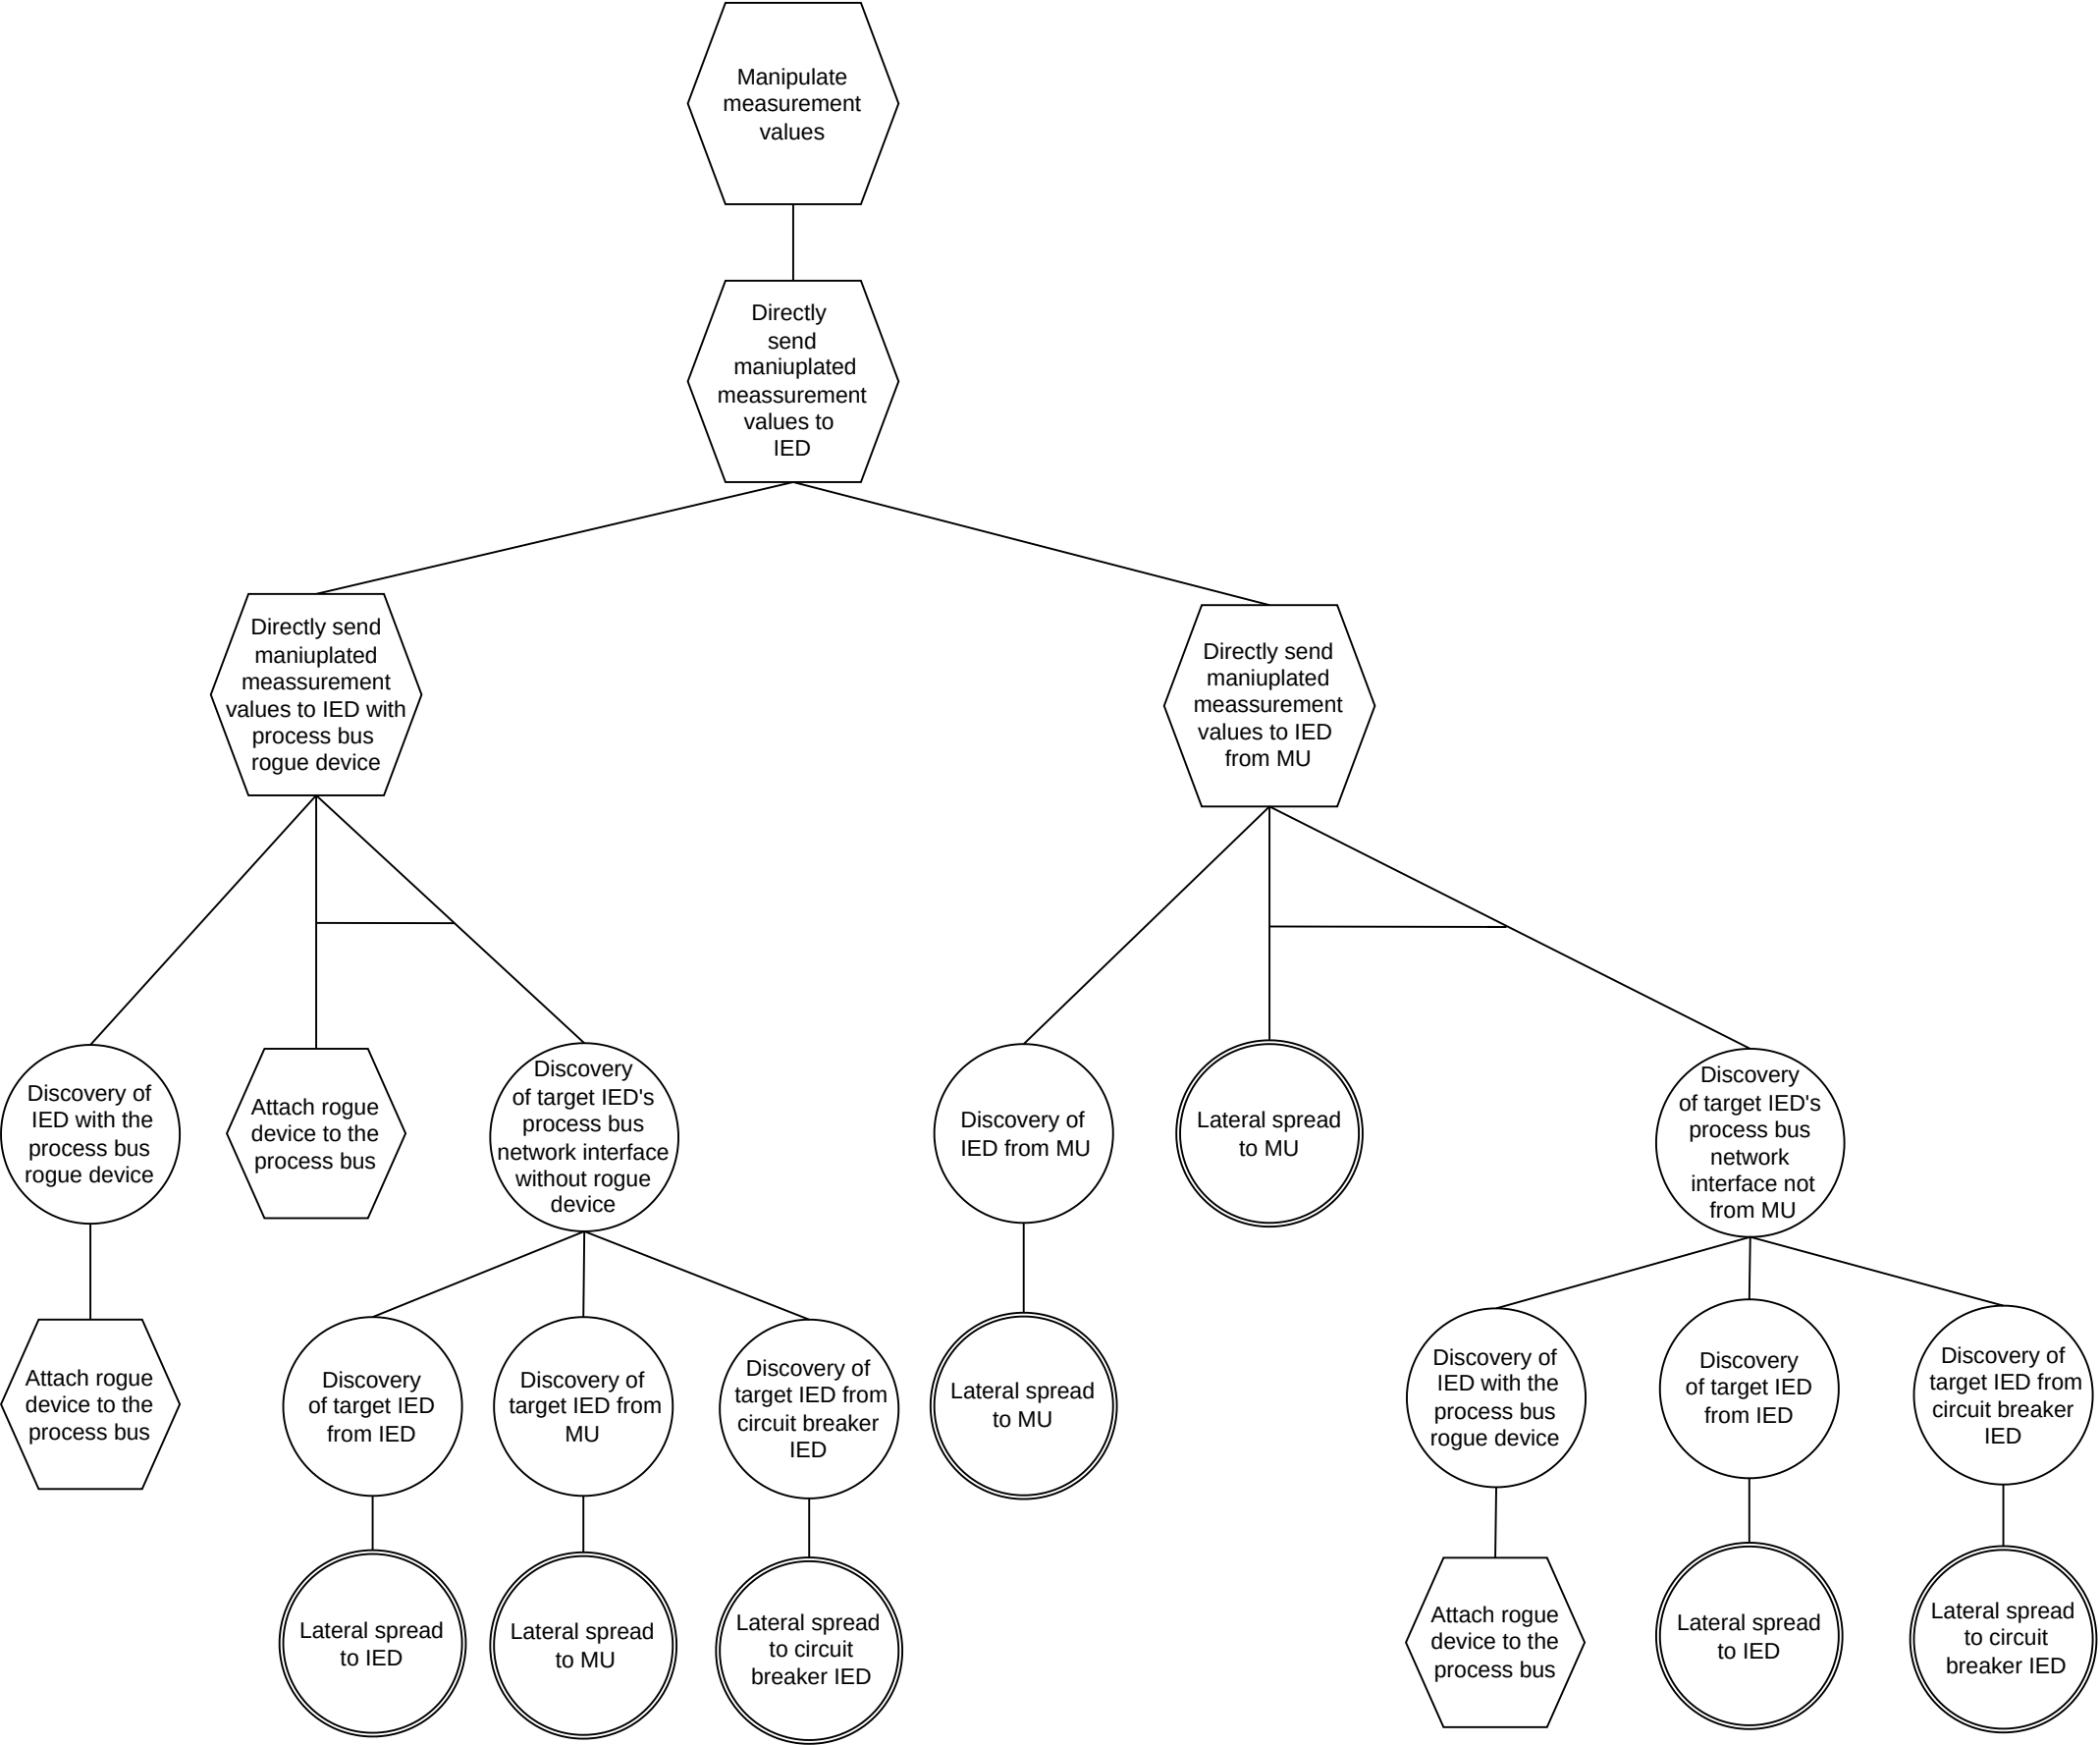 Manipulate
measurement
values
Directly
send
maniuplated
meassurement
values to
IED
Directly send
maniuplated
meassurement
values to IED with
process bus
rogue device
Directly send
maniuplated
meassurement
values to IED
from MU
Discovery of
IED with the
process bus
rogue device
Attach rogue
device to the
process bus
Discovery
of target IED's
process bus
network interface
without rogue
device
Discovery of
IED from MU
Lateral spread
to MU
Discovery
of target IED's
process bus
network
interface not
from MU
Attach rogue
device to the
process bus
Discovery
of target IED
from IED
Discovery of
target IED from
MU
Discovery of
target IED from
circuit breaker
IED
Lateral spread
to MU
Discovery of
IED with the
process bus
rogue device
Discovery
of target IED
from IED
Discovery of
target IED from
circuit breaker
IED
Lateral spread
to IED
Lateral spread
to MU
Lateral spread
to circuit
breaker IED
Attach rogue
device to the
process bus
Lateral spread
to IED
Lateral spread
to circuit
breaker IED